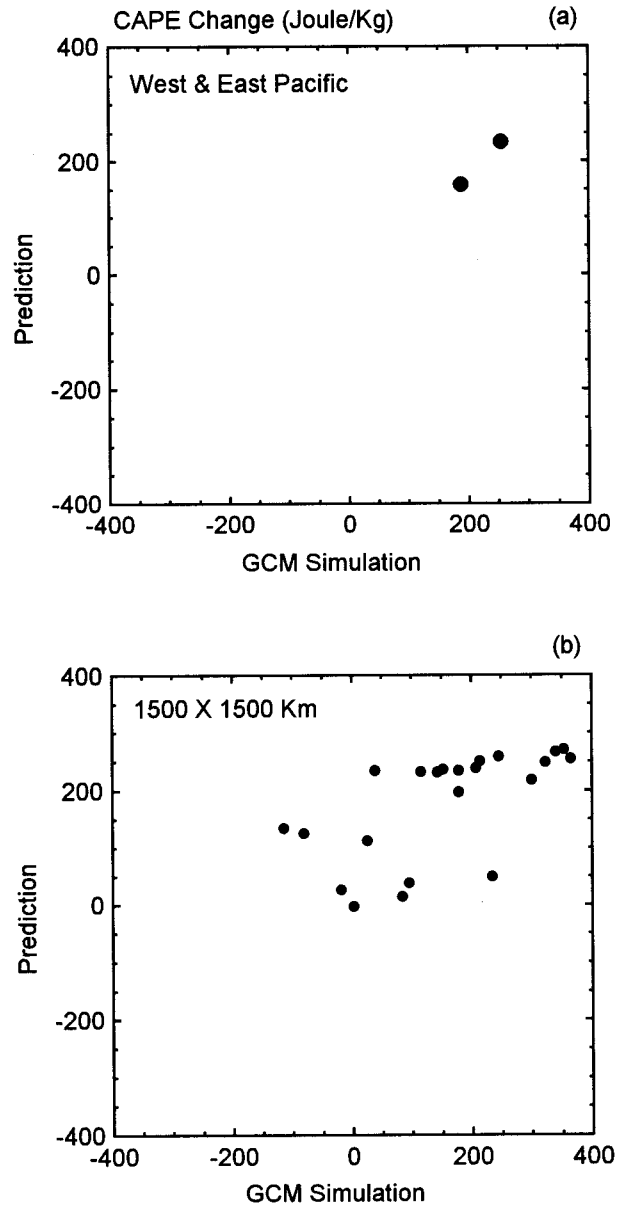 CAPE Change (Joule/Kg) (a)
West & East Pacific
400
200
0
-200
-400
Prediction
-400 -200 0 200 400
GCM Simulation
(b)
1500 X 1500 Km
400
200
0
-200
-400
Prediction
-400 -200 0 200 400
GCM Simulation